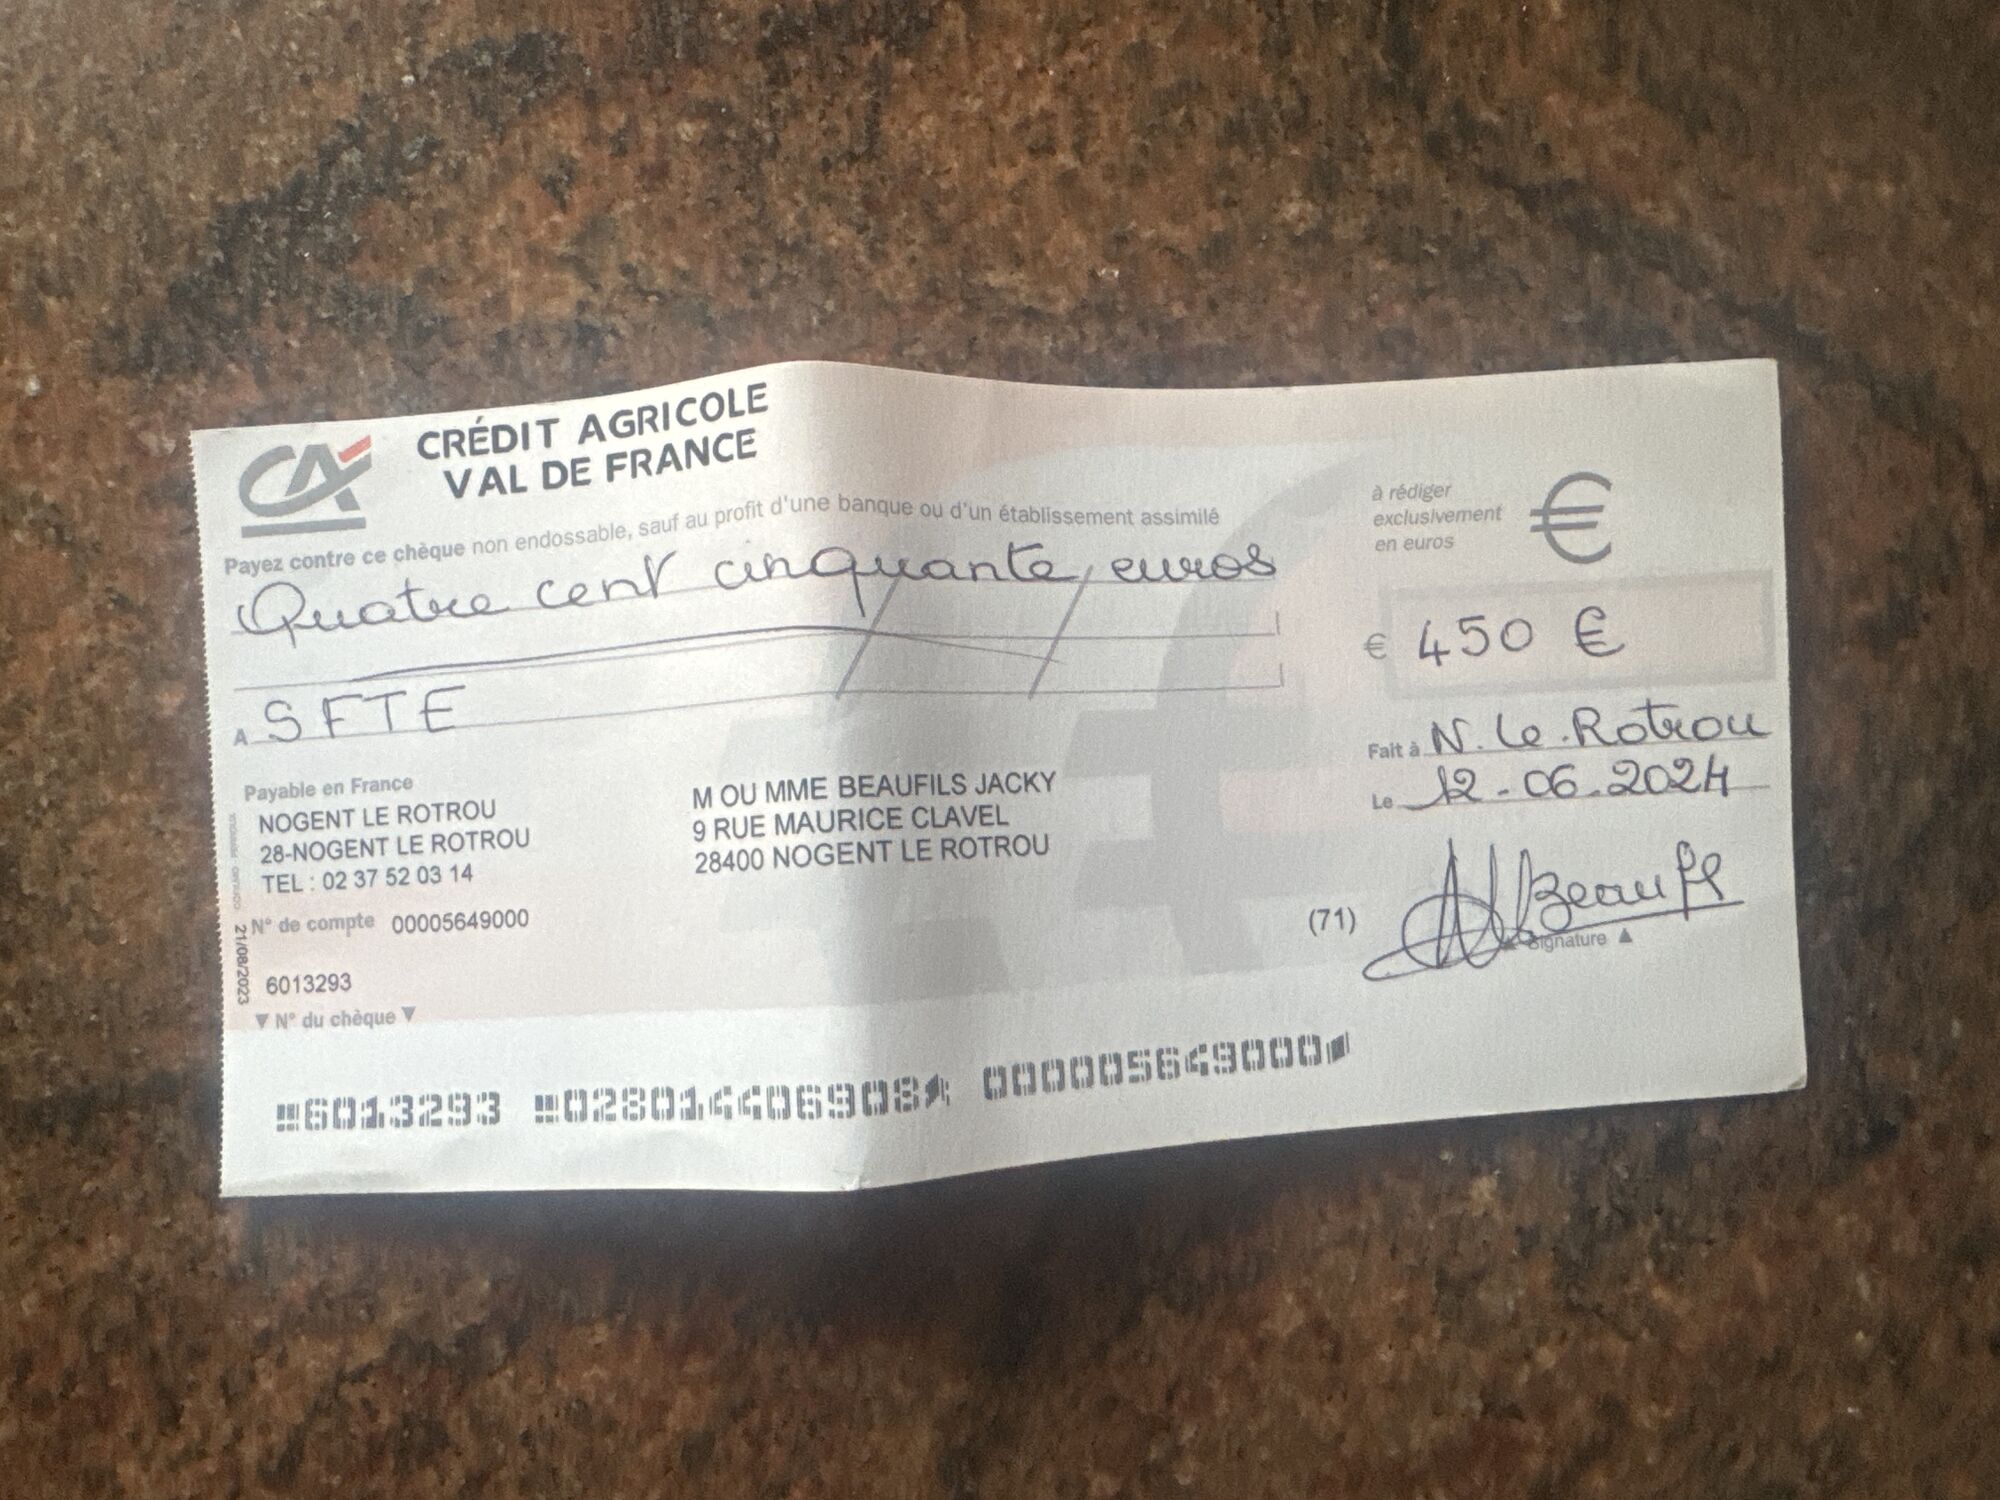 CA
CRÉDIT AGRICOLE
VAL DE FRANCE
Payez contre ce chèque non endossable, sauf au profit d'une banque ou d'un établissement assimilé
Quatre cent cinquante euros
à rédiger
exclusivement
en euros
€
€ 450 €
A SFTE
Fait à N. Le. Rotrou
Le 12-06.2024
Payable en France
NOGENT LE ROTROU
28-NOGENT LE ROTROU
TEL : 02 37 52 03 14
M OU MME BEAUFILS JACKY
9 RUE MAURICE CLAVEL
28400 NOGENT LE ROTROU
N° de compte 00005649000
(71)
Beaufils
Signature ▲
21/08/2023
6013293
▼ N° du chèque ▼
⑈6013293 ⑈028014406908⑆ 000005649000⑇